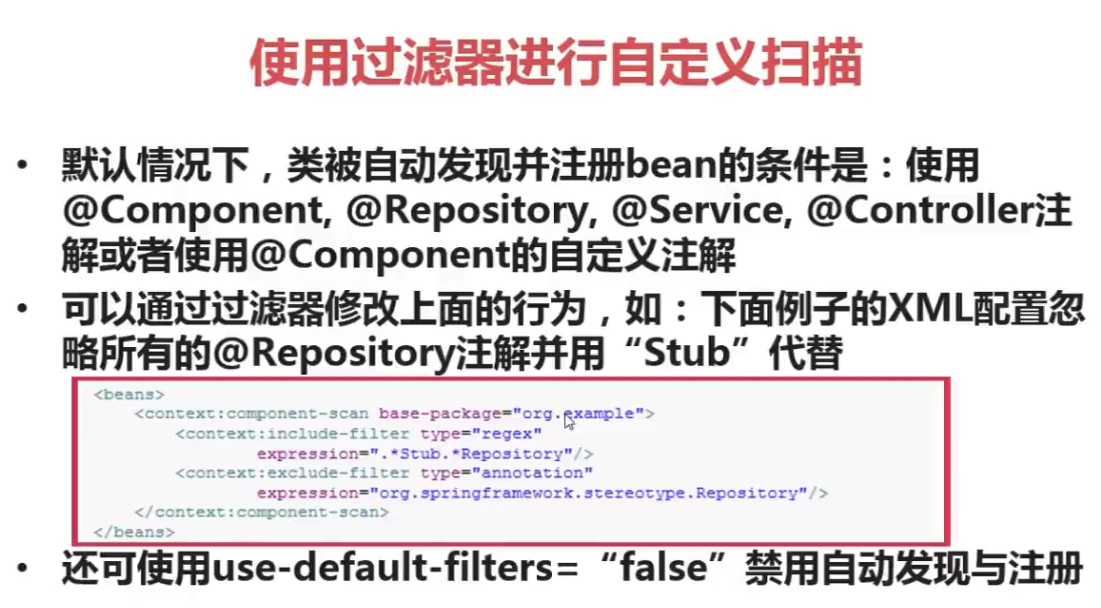 使用过滤器进行自定义扫描
• 默认情况下，类被自动发现并注册bean的条件是：使用
@Component, @Repository, @Service, @Controller注
解或者使用@Component的自定义注解
• 可以通过过滤器修改上面的行为，如：下面例子的XML配置忽
略所有的@Repository注解并用“Stub”代替
<beans>
<context:component-scan base-package="org.example">
<context:include-filter type="regex"
expression=".*Stub.*Repository"/>
<context:exclude-filter type="annotation"
expression="org.springframework.stereotype.Repository"/>
</context:component-scan>
</beans>
• 还可使用use-default-filters=“false”禁用自动发现与注册